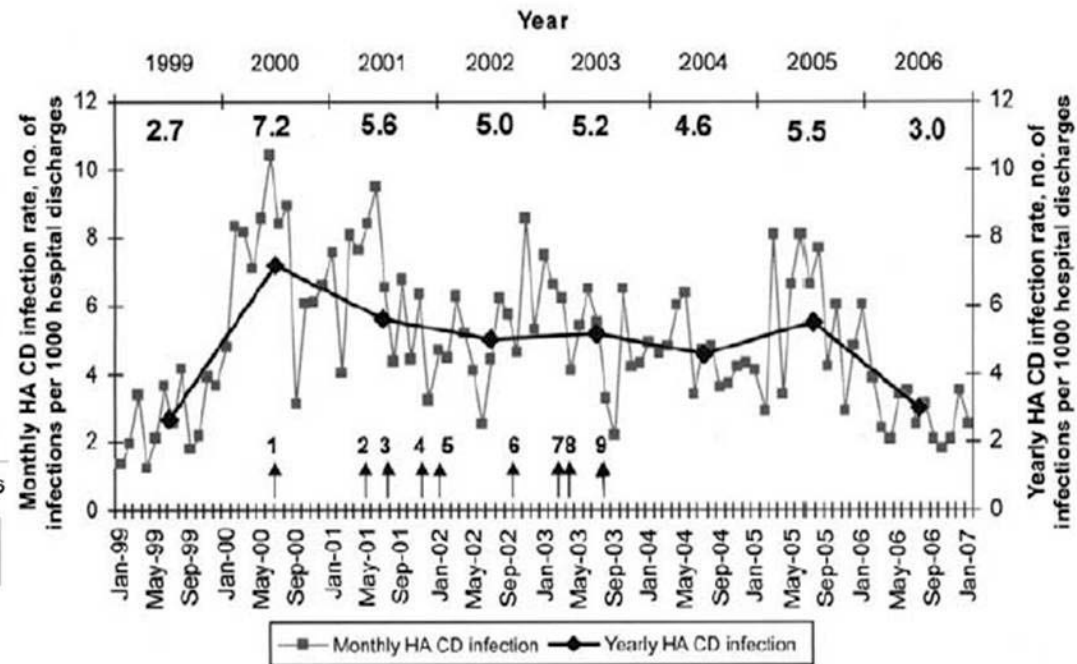 Year
1999 2000 2001 2002 2003 2004 2005 2006
2.7 7.2 5.6 5.0 5.2 4.6 5.5 3.0
Monthly HA CD infection rate, no. of
infections per 1000 hospital discharges
12
10
8
6
4
2
0
12
10
8
6
4
2
0
Yearly HA CD infection rate, no. of
infections per 1000 hospital discharges
1 2 3 4 5 6 7 8 9
Jan-99 May-99 Sep-99 Jan-00 May-00 Sep-00 Jan-01 May-01 Sep-01 Jan-02 May-02 Sep-02 Jan-03 May-03 Sep-03 Jan-04 May-04 Sep-04 Jan-05 May-05 Sep-05 Jan-06 May-06 Sep-06 Jan-07
Monthly HA CD infection Yearly HA CD infection